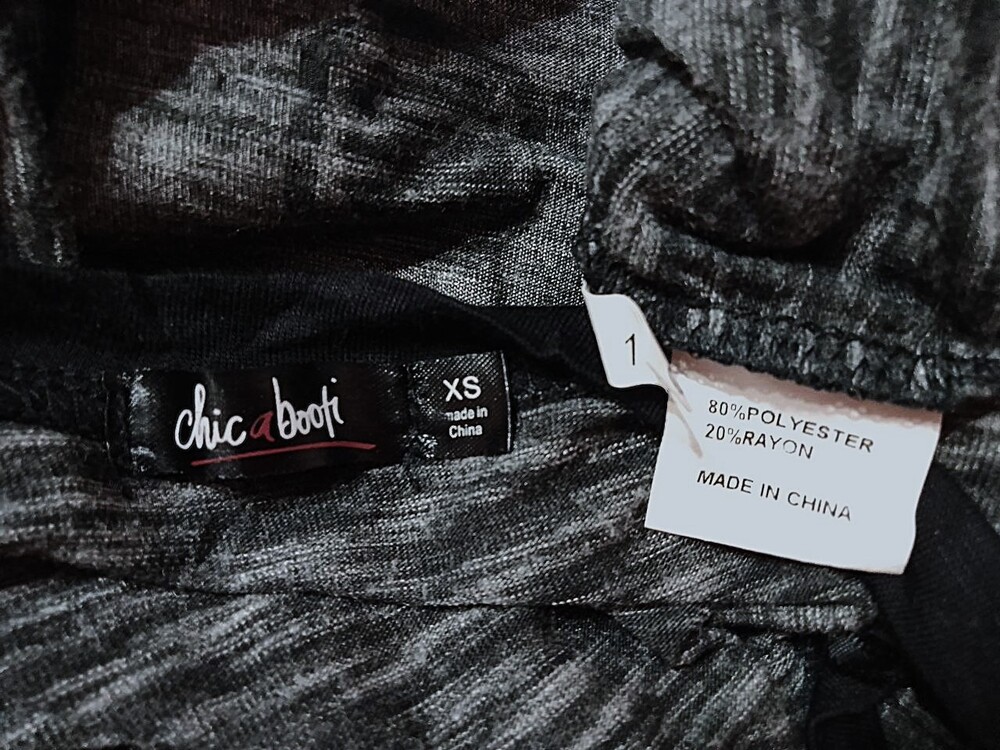 chic a booti
XS
made in
China
1
80%POLYESTER
20%RAYON
MADE IN CHINA